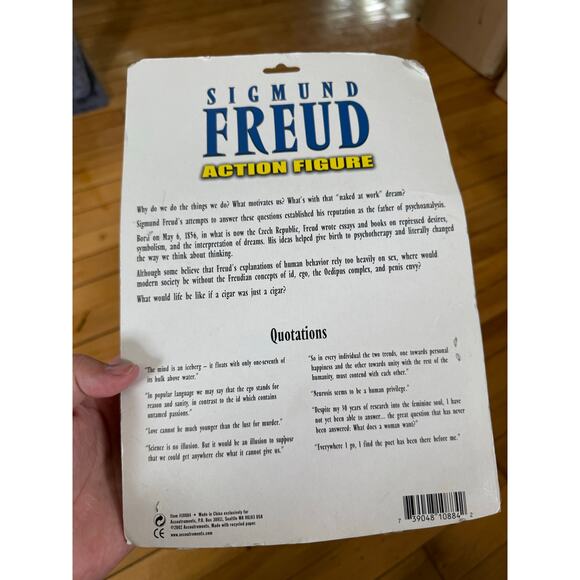 SIGMUND
FREUD
ACTION FIGURE
Why do we do the things we do? What motivates us? What's with that "naked at work" dream?
Sigmund Freud's attempts to answer these questions established his reputation as the father of psychoanalysis.
Born on May 6, 1856, in what is now the Czech Republic, Freud wrote essays and books on repressed desires,
symbolism, and the interpretation of dreams. His ideas helped give birth to psychotherapy and literally changed
the way we think about thinking.
Although some believe that Freud's explanations of human behavior rely too heavily on sex, where would
modern society be without the Freudian concepts of id, ego, the Oedipus complex, and penis envy?
What would life be like if a cigar was just a cigar?
Quotations
"The mind is an iceberg – it floats with only one-seventh of
its bulk above water."
"In popular language we may say that the ego stands for
reason and sanity, in contrast to the id which contains
untamed passions."
"Love cannot be much younger than the lust for murder."
"Science is no illusion. But it would be an illusion to suppose
that we could get anywhere else what it cannot give us."
"So in every individual the two trends, one towards personal
happiness and the other towards unity with the rest of the
humanity, must contend with each other."
"Neurosis seems to be a human privilege."
"Despite my 30 years of research into the feminine soul, I have
not yet been able to answer... the great question that has never
been answered: What does a woman want?"
"Everywhere I go, I find the poet has been there before me."
Item #10884 • Made in China exclusively for
Accoutrements, P.O. Box 30811, Seattle WA 98103 USA
©2002 Accoutrements. Made with recycled paper.
www.accoutrements.com
CE
7 39048 10884 2